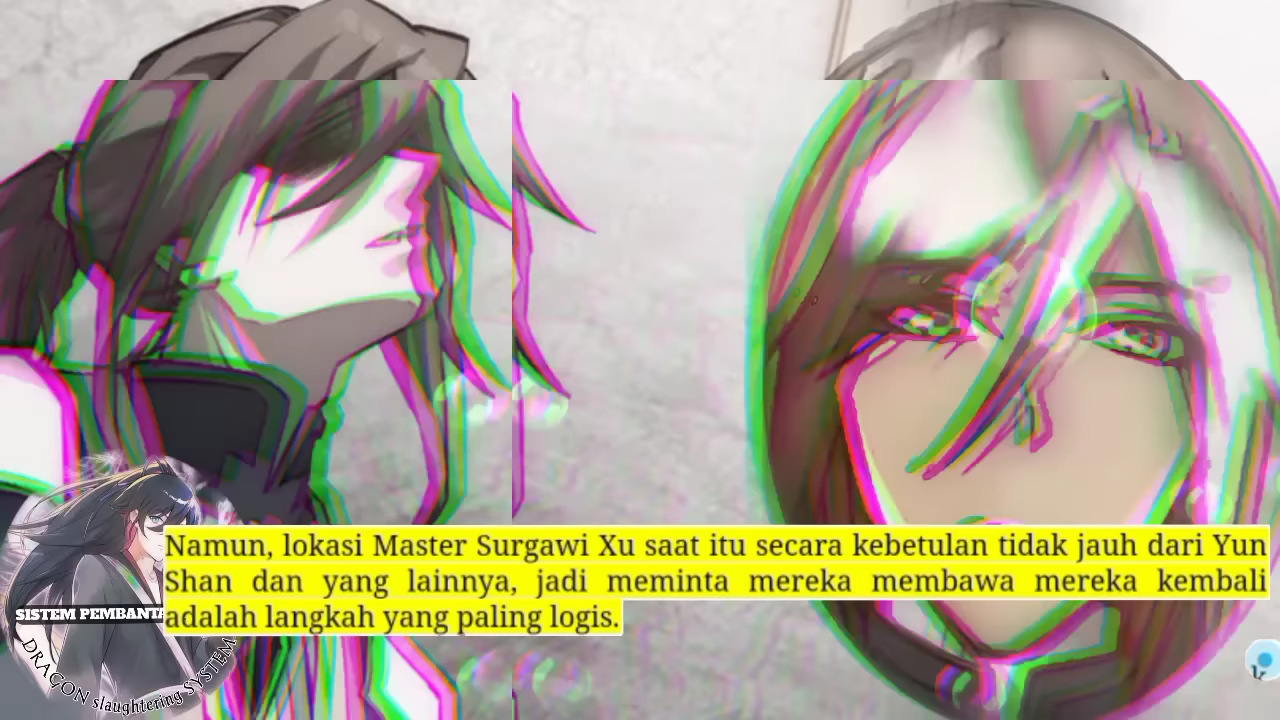 Namun, lokasi Master Surgawi Xu saat itu secara kebetulan tidak jauh dari Yun
Shan dan yang lainnya, jadi meminta mereka membawa mereka kembali
adalah langkah yang paling logis.
SISTEM PEMBANTA
DRAGON slaughtering SYSTEM